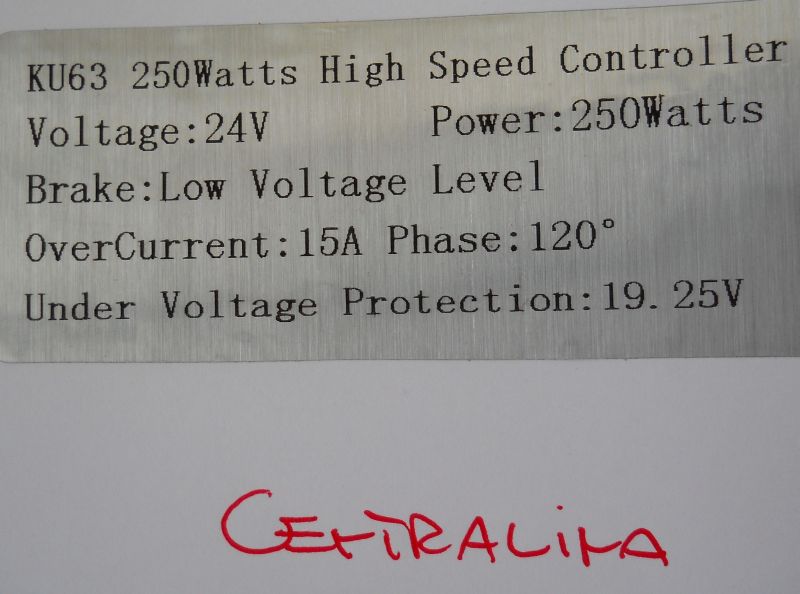 KU63 250Watts High Speed Controller
Voltage:24V Power:250Watts
Brake:Low Voltage Level
OverCurrent:15A Phase:120°
Under Voltage Protection:19.25V
CENTRALINA